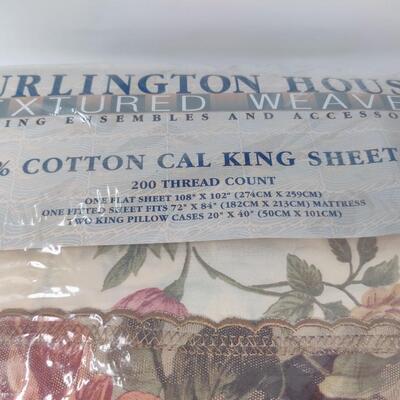 URLINGTON HOUS
EXTURED WEAVE
ING ENSEMBLES AND ACCESSO
% COTTON CAL KING SHEET
200 THREAD COUNT
ONE FLAT SHEET 108" X 102" (274CM X 259CM)
ONE FITTED SHEET FITS 72" X 84" (182CM X 213CM) MATTRESS
TWO KING PILLOW CASES 20" X 40" (50CM X 101CM)